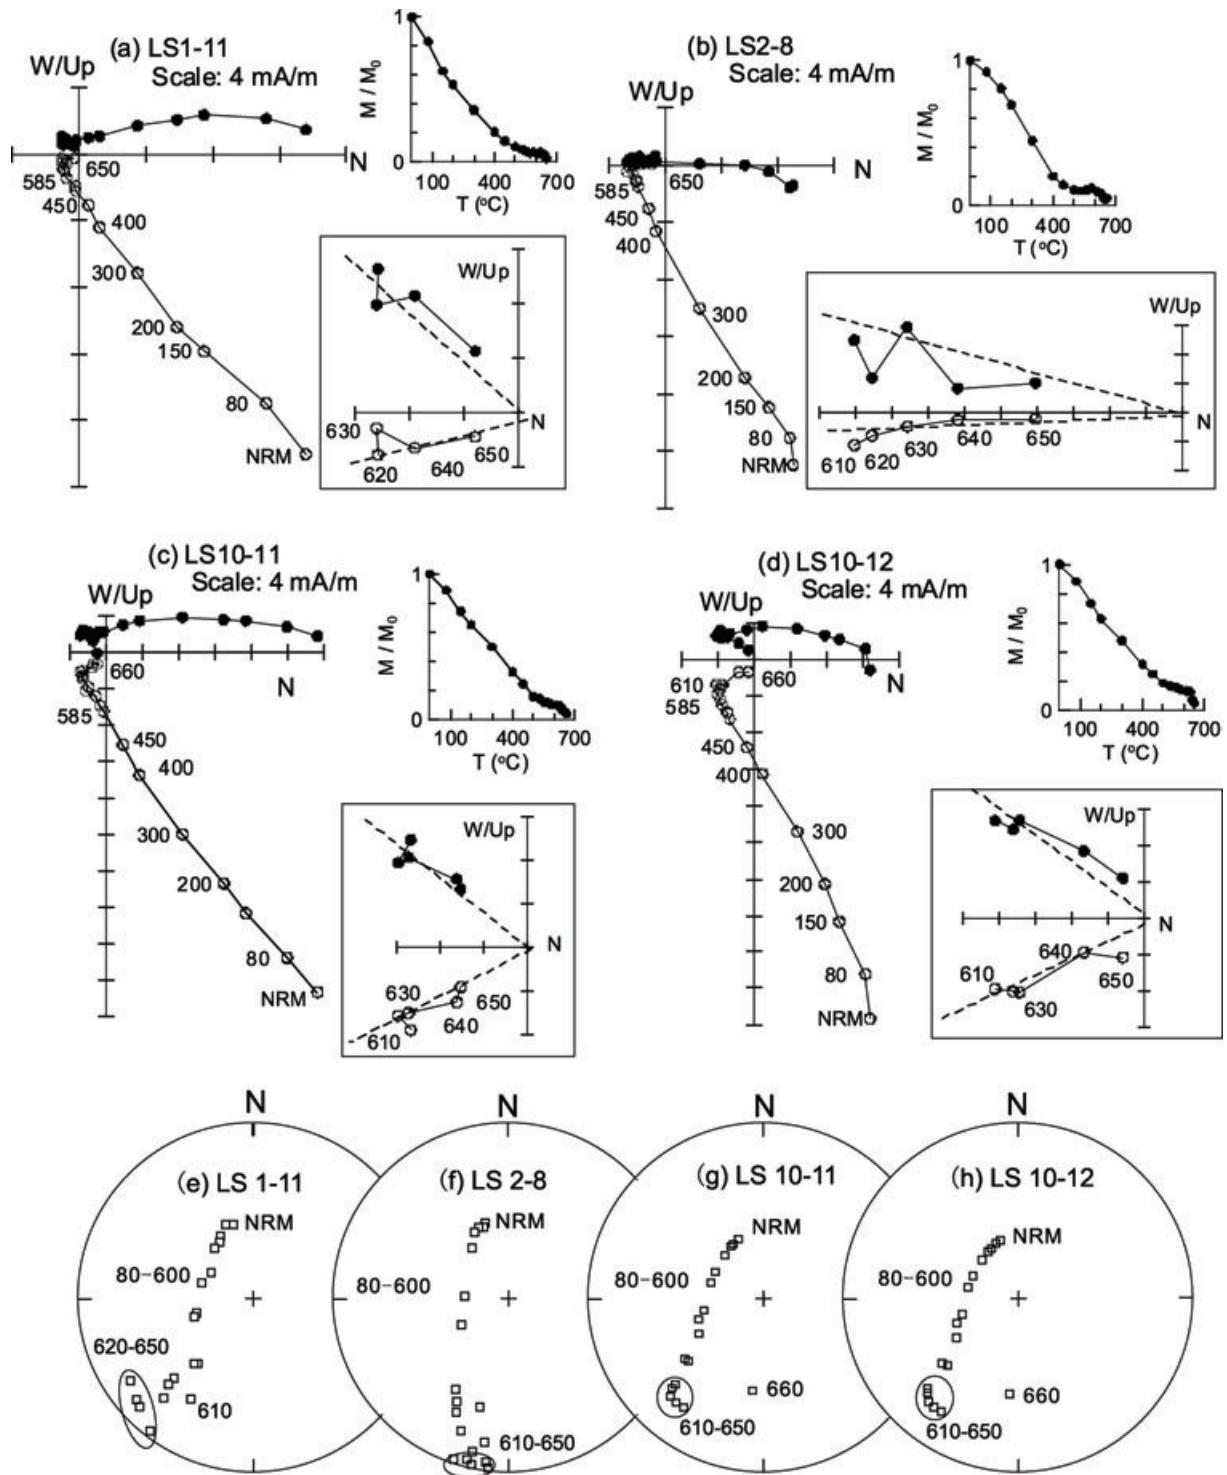 (a) LS1-11
Scale: 4 mA/m
W/Up
N
650
585
450
400
300
200
150
80
NRM
1
M / M₀
0
100
400
700
T (°C)
W/Up
N
630
620
640
650
(b) LS2-8
Scale: 4 mA/m
W/Up
N
650
585
450
400
300
200
150
80
NRM
1
M / M₀
0
100
400
700
T (°C)
W/Up
N
610
620
630
640
650
(c) LS10-11
Scale: 4 mA/m
W/Up
N
660
585
450
400
300
200
80
NRM
1
M / M₀
0
100
400
700
T (°C)
W/Up
N
630
650
640
610
(d) LS10-12
Scale: 4 mA/m
W/Up
N
610
660
585
450
400
300
200
150
80
NRM
1
M / M₀
0
100
400
700
T (°C)
W/Up
N
640
610
650
630
N
(e) LS 1-11
NRM
80-600
620-650
610
N
(f) LS 2-8
NRM
80-600
610-650
N
(g) LS 10-11
NRM
80-600
660
610-650
N
(h) LS 10-12
NRM
80-600
660
610-650